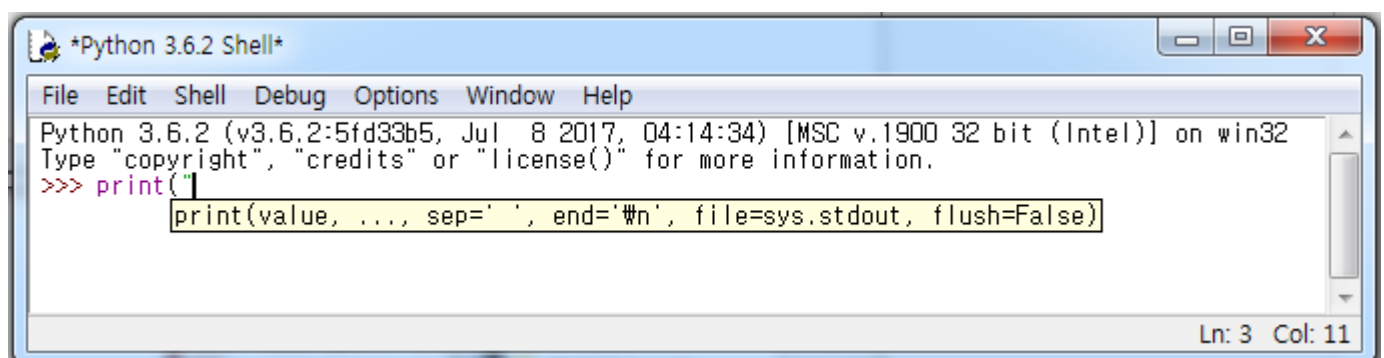 *Python 3.6.2 Shell*
File Edit Shell Debug Options Window Help
Python 3.6.2 (v3.6.2:5fd33b5, Jul  8 2017, 04:14:34) [MSC v.1900 32 bit (Intel)] on win32
Type "copyright", "credits" or "license()" for more information.
>>> print("
print(value, ..., sep=' ', end='₩n', file=sys.stdout, flush=False)
Ln: 3 Col: 11